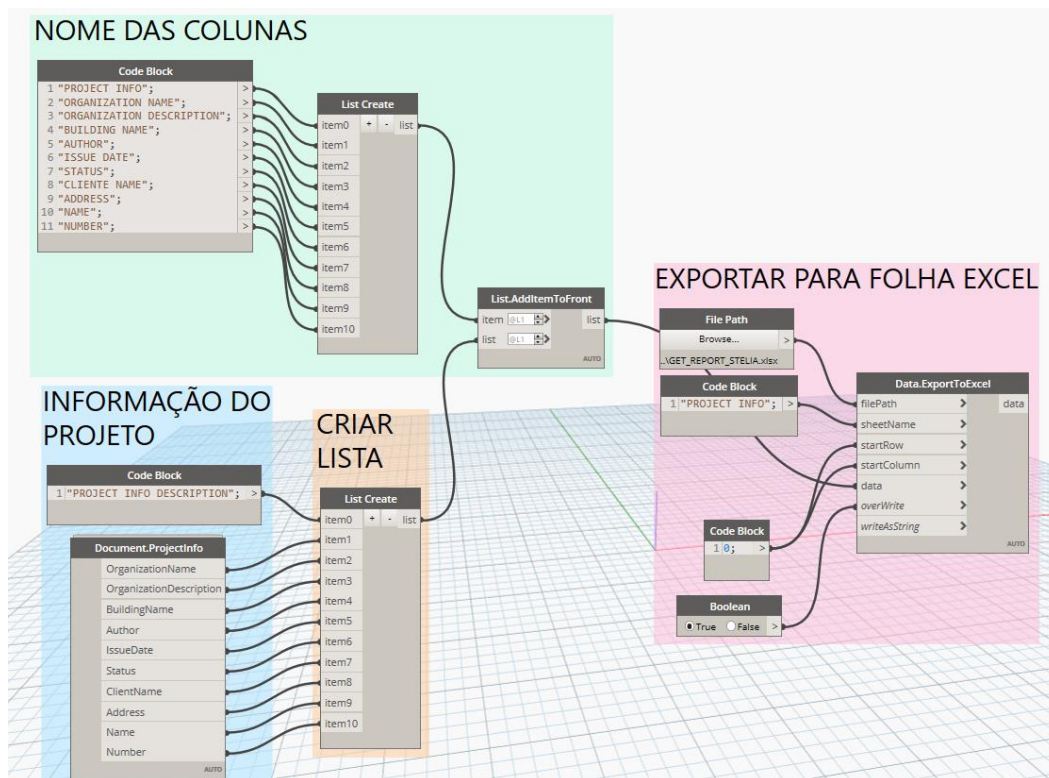 NOME DAS COLUNAS
Code Block
1 "PROJECT INFO"; >
2 "ORGANIZATION NAME"; >
3 "ORGANIZATION DESCRIPTION"; >
4 "BUILDING NAME"; >
5 "AUTHOR"; >
6 "ISSUE DATE"; >
7 "STATUS"; >
8 "CLIENTE NAME"; >
9 "ADDRESS"; >
10 "NAME"; >
11 "NUMBER"; >
List Create
item0 + - list
item1
item2
item3
item4
item5
item6
item7
item8
item9
item10
List.AddItemToFront
item @L1 > list
list @L1 >
AUTO
INFORMAÇÃO DO
PROJETO
Code Block
1 "PROJECT INFO DESCRIPTION"; >
Document.ProjectInfo
OrganizationName
OrganizationDescription
BuildingName
Author
IssueDate
Status
ClientName
Address
Name
Number
AUTO
CRIAR
LISTA
List Create
item0 + - list
item1
item2
item3
item4
item5
item6
item7
item8
item9
item10
EXPORTAR PARA FOLHA EXCEL
File Path
Browse... >
..\GET_REPORT_STELIA.xlsx
Code Block
1 "PROJECT INFO"; >
Code Block
1 0; >
Boolean
True False >
Data.ExportToExcel
filePath > data
sheetName >
startRow >
startColumn >
data >
overWrite >
writeAsString >
AUTO